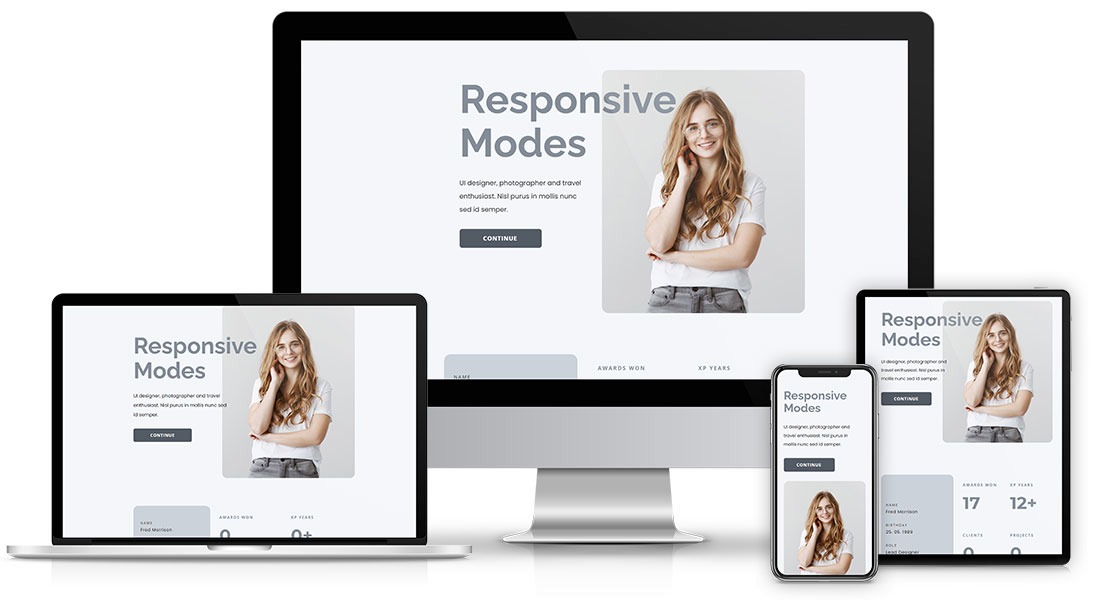 Responsive
Modes
UI designer, photographer and travel
enthusiast. Nisl purus in mollis nunc
sed id semper.
CONTINUE
NAME
AWARDS WON
XP YEARS
Responsive
Modes
UI designer, photographer and travel
enthusiast. Nisl purus in mollis nunc sed
id semper.
CONTINUE
NAME
Fred Morrison
AWARDS WON
0
XP YEARS
0+
Responsive
Modes
UI designer, photographer and
travel enthusiast. Nisl purus in
mollis nunc sed id semper.
CONTINUE
Responsive
Modes
UI designer, photographer and
travel enthusiast. Nisl purus in
mollis nunc sed id semper.
CONTINUE
NAME
Fred Morrison
BIRTHDAY
25. 05. 1989
ROLE
Lead Designer
AWARDS WON
17
XP YEARS
12+
CLIENTS
0
PROJECTS
0